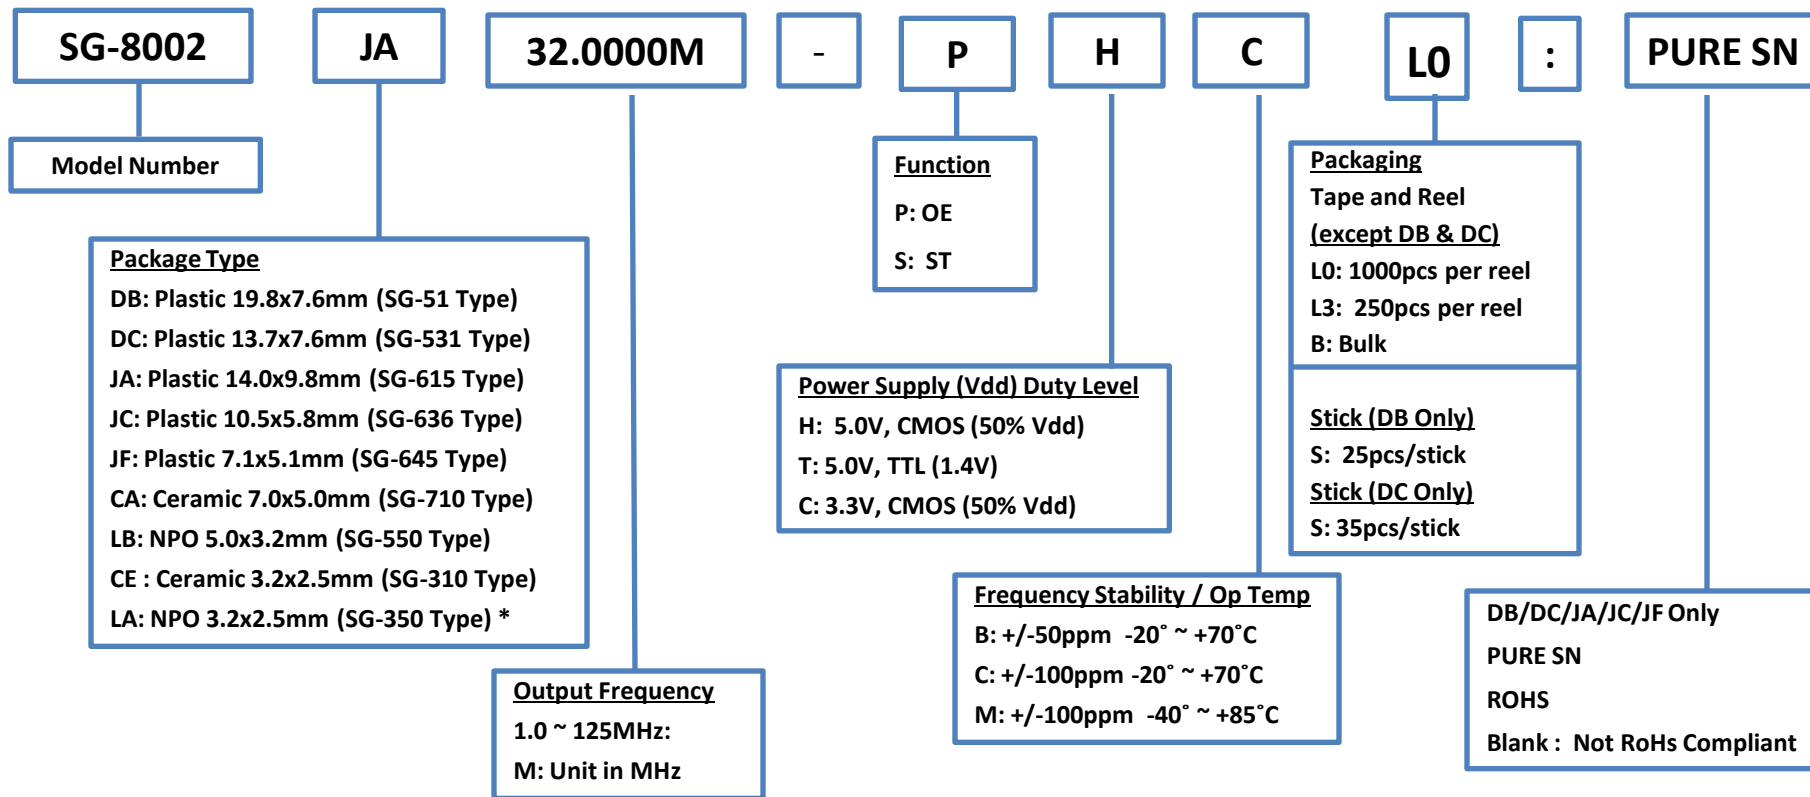 SG-8002 JA 32.0000M - P H C L0 : PURE SN
Model Number
Package Type
DB: Plastic 19.8x7.6mm (SG-51 Type)
DC: Plastic 13.7x7.6mm (SG-531 Type)
JA: Plastic 14.0x9.8mm (SG-615 Type)
JC: Plastic 10.5x5.8mm (SG-636 Type)
JF: Plastic 7.1x5.1mm (SG-645 Type)
CA: Ceramic 7.0x5.0mm (SG-710 Type)
LB: NPO 5.0x3.2mm (SG-550 Type)
CE : Ceramic 3.2x2.5mm (SG-310 Type)
LA: NPO 3.2x2.5mm (SG-350 Type) *
Output Frequency
1.0 ~ 125MHz:
M: Unit in MHz
Function
P: OE
S: ST
Power Supply (Vdd) Duty Level
H: 5.0V, CMOS (50% Vdd)
T: 5.0V, TTL (1.4V)
C: 3.3V, CMOS (50% Vdd)
Frequency Stability / Op Temp
B: +/-50ppm -20˚ ~ +70˚C
C: +/-100ppm -20˚ ~ +70˚C
M: +/-100ppm -40˚ ~ +85˚C
Packaging
Tape and Reel
(except DB & DC)
L0: 1000pcs per reel
L3: 250pcs per reel
B: Bulk
Stick (DB Only)
S: 25pcs/stick
Stick (DC Only)
S: 35pcs/stick
DB/DC/JA/JC/JF Only
PURE SN
ROHS
Blank : Not RoHs Compliant